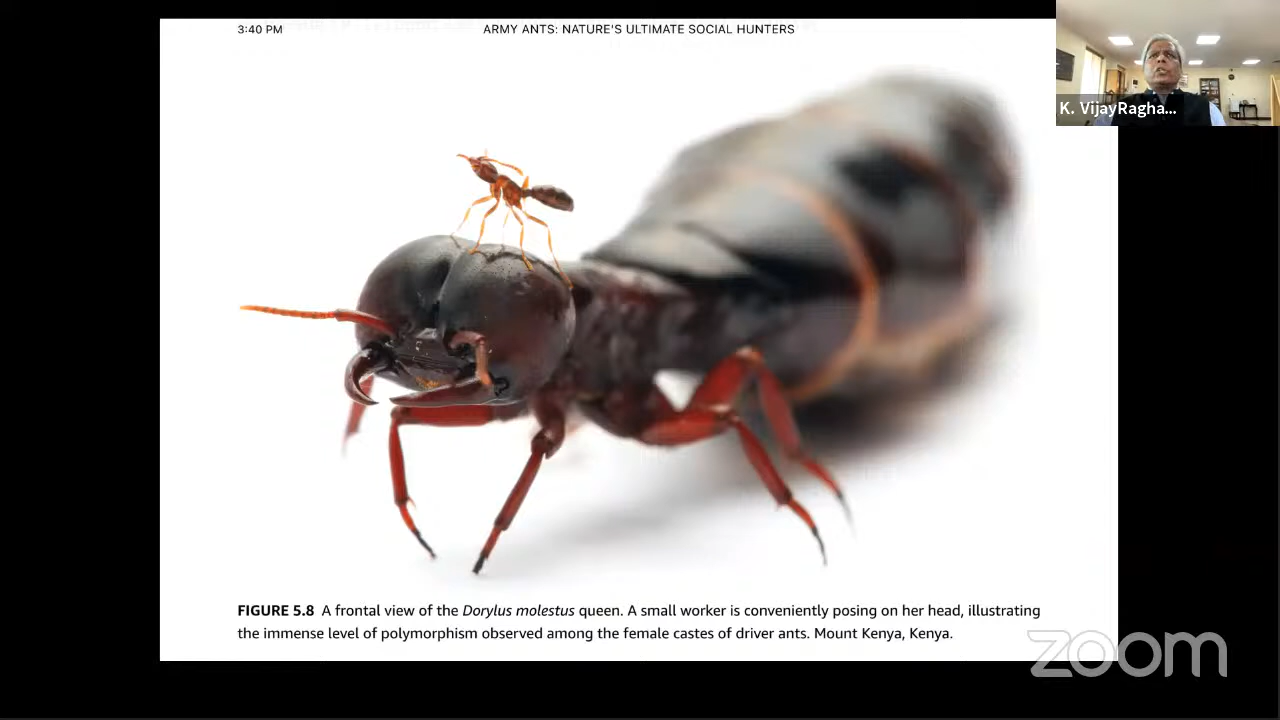 3:40 PM
ARMY ANTS: NATURE'S ULTIMATE SOCIAL HUNTERS
K. VijayRagha...
FIGURE 5.8 A frontal view of the Dorylus molestus queen. A small worker is conveniently posing on her head, illustrating
the immense level of polymorphism observed among the female castes of driver ants. Mount Kenya, Kenya.
zoom